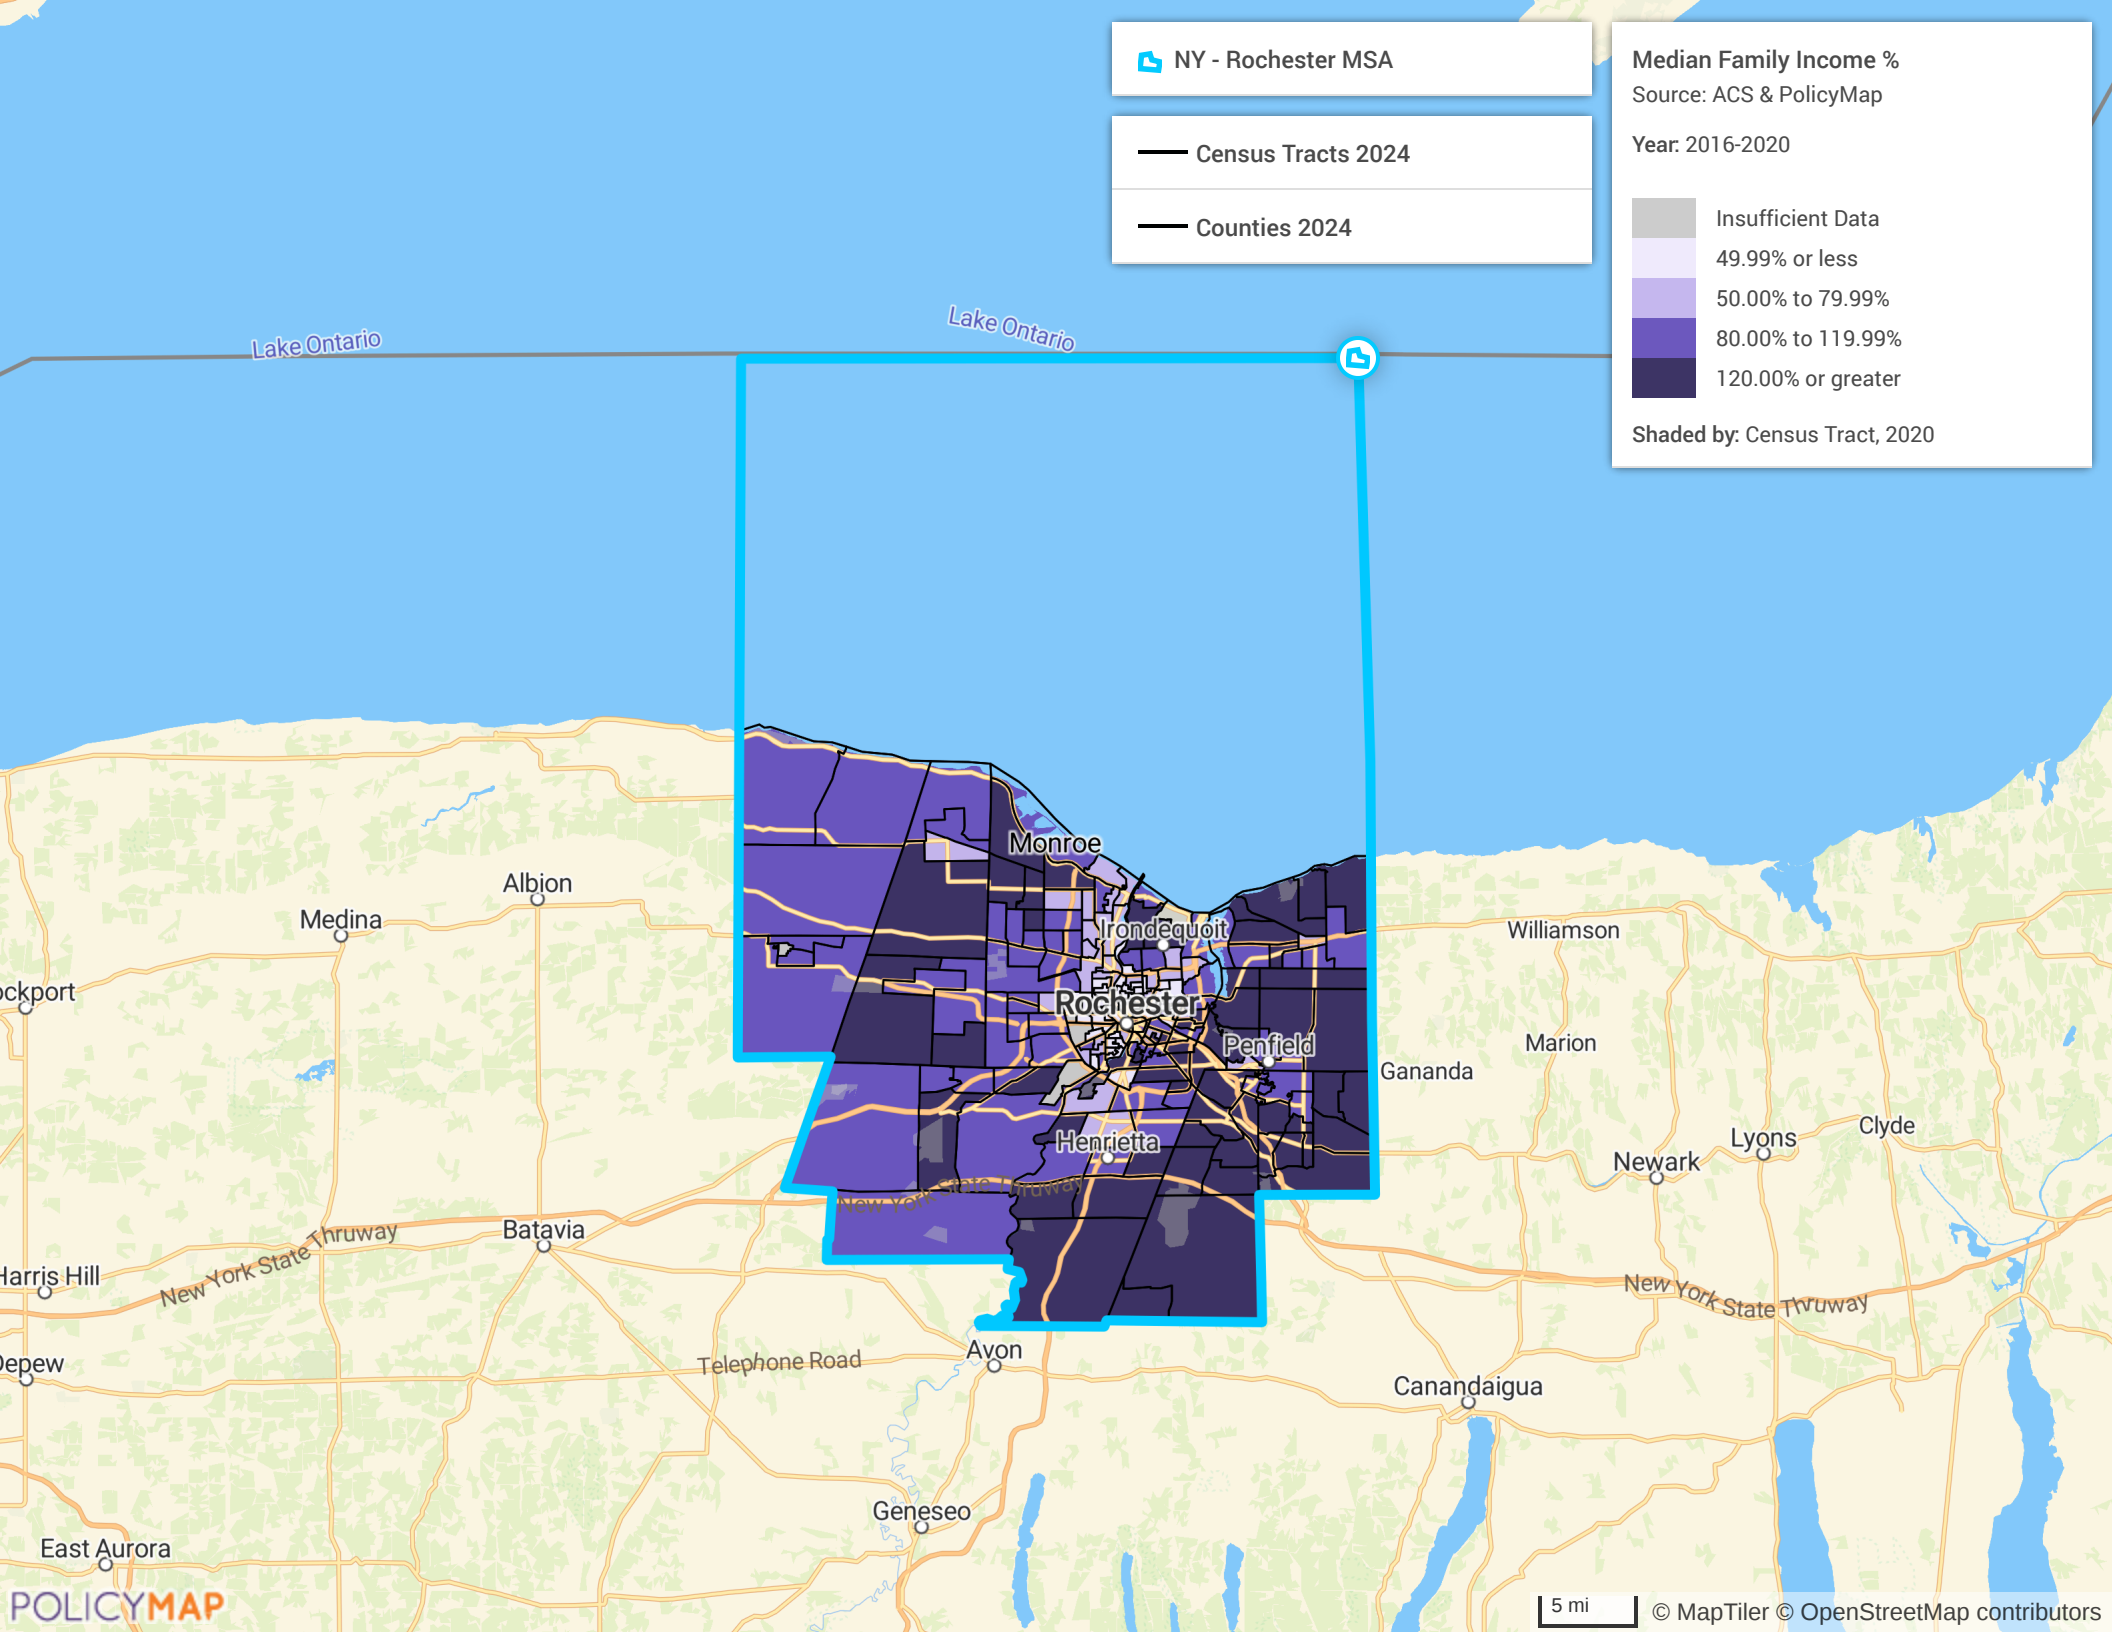 NY - Rochester MSA
Census Tracts 2024
Counties 2024
Median Family Income %
Source: ACS & PolicyMap
Year: 2016-2020
Insufficient Data
49.99% or less
50.00% to 79.99%
80.00% to 119.99%
120.00% or greater
Shaded by: Census Tract, 2020
Lake Ontario
Lake Ontario
Monroe
Albion
Medina
Irondequoit
Williamson
ockport
Rochester
Penfield
Marion
Gananda
Henrietta
Lyons
Clyde
Newark
New York State Thruway
Batavia
New York State Thruway
Harris Hill
New York State Thruway
Avon
Telephone Road
Depew
Canandaigua
Geneseo
East Aurora
POLICYMAP
5 mi
© MapTiler © OpenStreetMap contributors